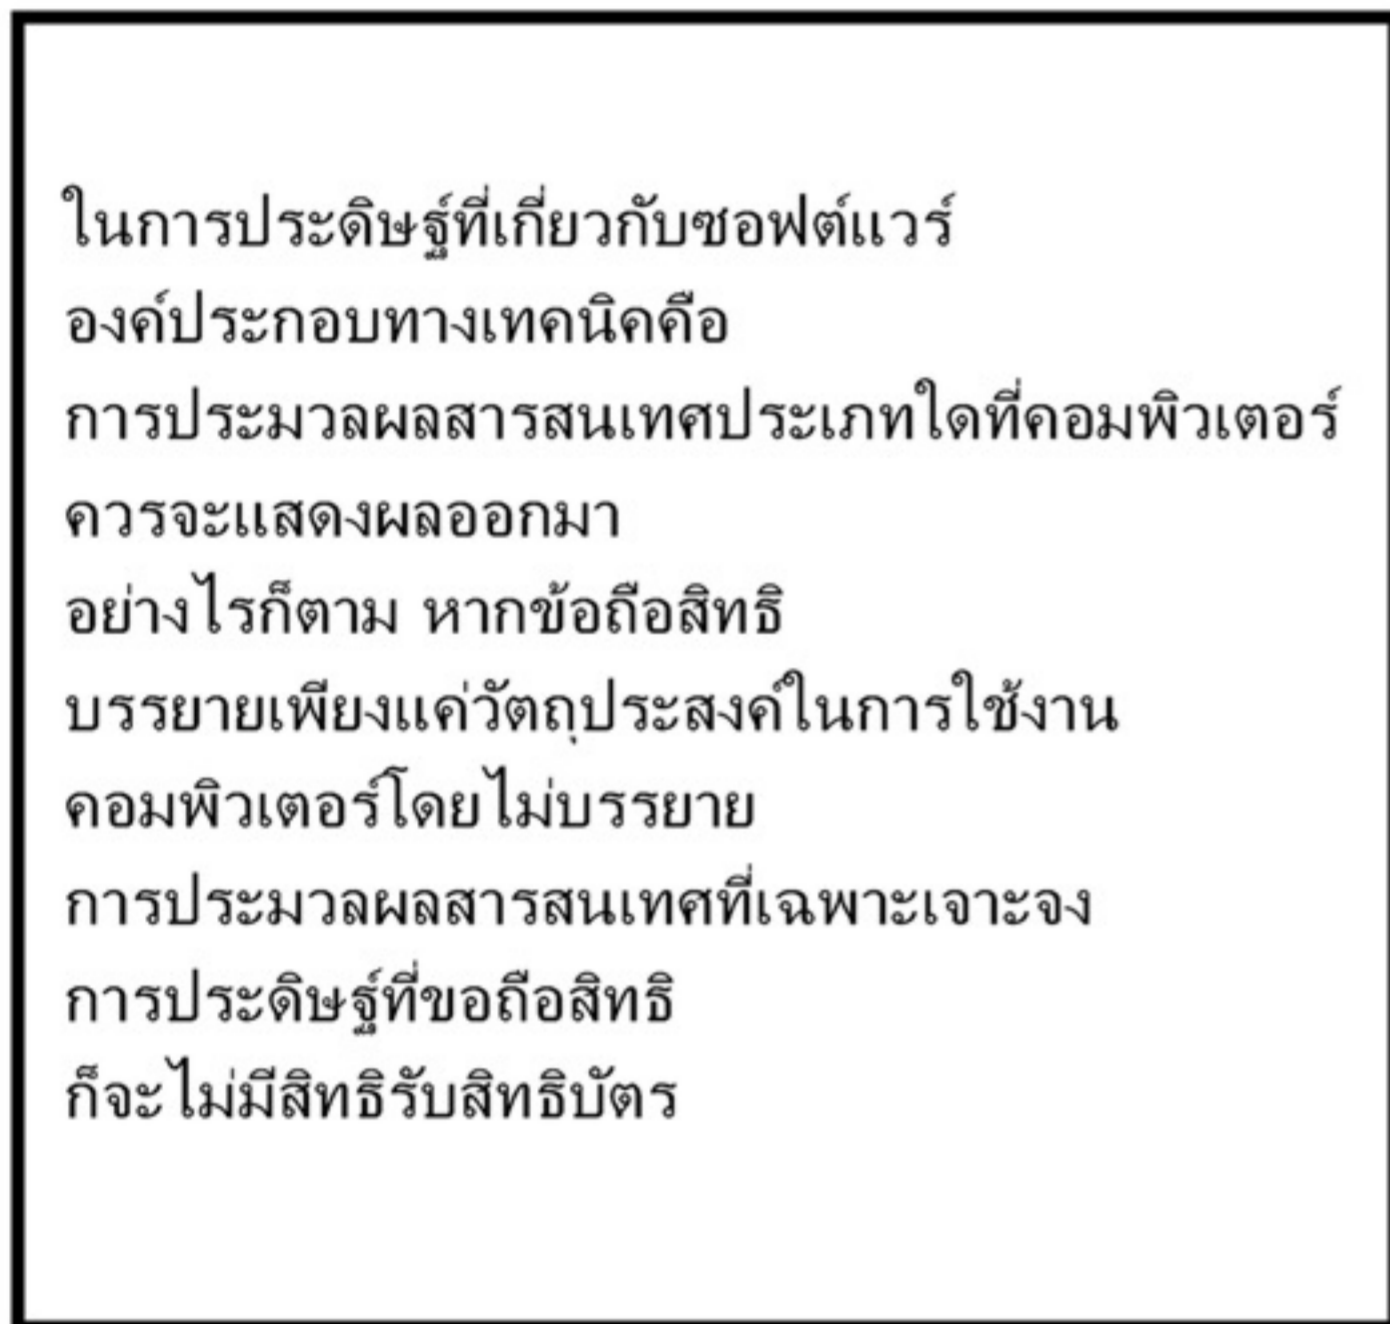 ในการประดิษฐ์ที่เกี่ยวกับซอฟต์แวร์
องค์ประกอบทางเทคนิคคือ
การประมวลผลสารสนเทศประเภทใดที่คอมพิวเตอร์
ควรจะแสดงผลออกมา
อย่างไรก็ตาม หากข้อถือสิทธิ
บรรยายเพียงแค่วัตถุประสงค์ในการใช้งาน
คอมพิวเตอร์โดยไม่บรรยาย
การประมวลผลสารสนเทศที่เฉพาะเจาะจง
การประดิษฐ์ที่ขอถือสิทธิ
ก็จะไม่มีสิทธิรับสิทธิบัตร